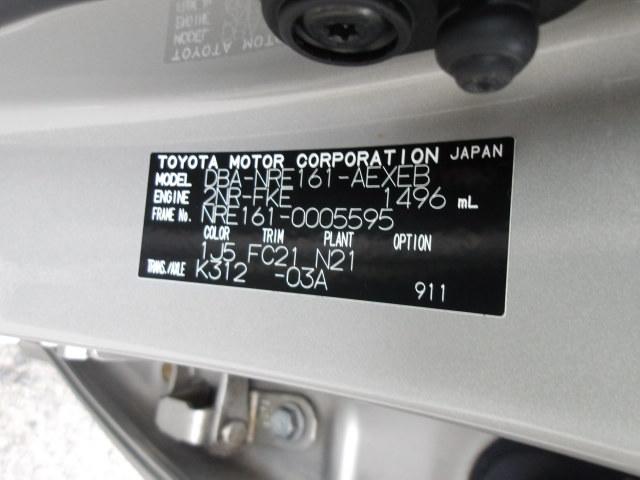 TOYOTA MOTOR CORPORATION JAPAN
MODEL DBA-NRE161-AEXEB
ENGINE 2NR-FKE 1496 mL
FRAME No. NRE161-0005595
COLOR TRIM PLANT OPTION
1J5 FC21 N21
TRANS./AXLE K312 -03A
911